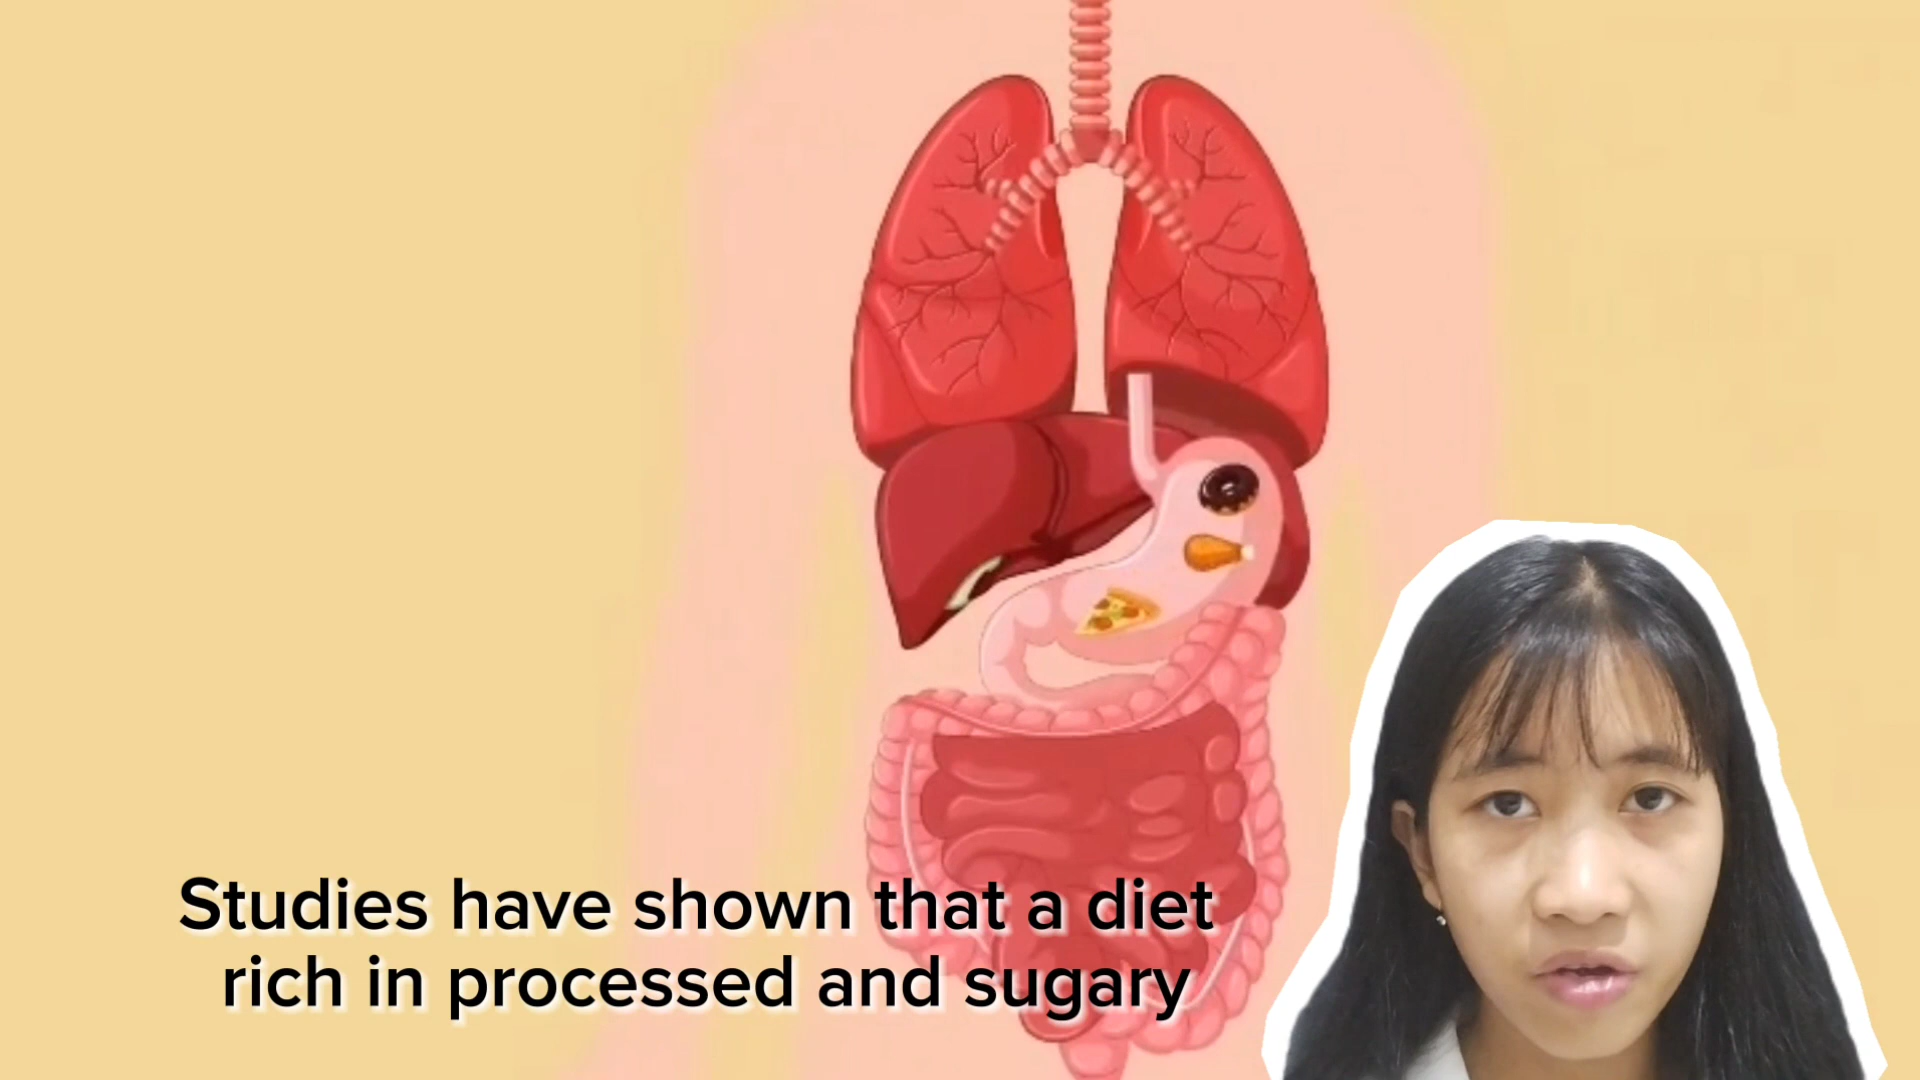 Studies have shown that a diet
rich in processed and sugary